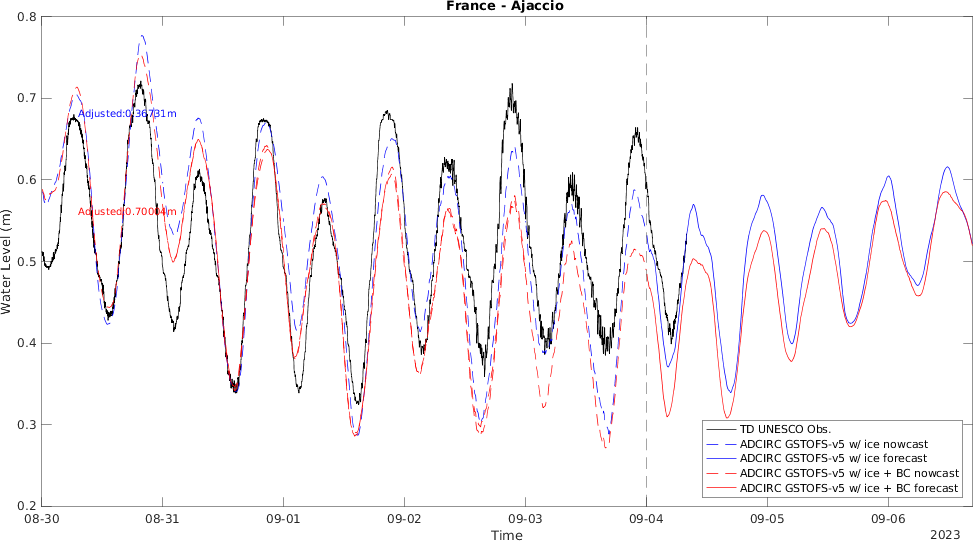 France - Ajaccio
0.8
0.7
0.6
0.5
0.4
0.3
0.2
Water Level (m)
Adjusted:0.36731m
Adjusted:0.70004m
TD UNESCO Obs.
ADCIRC GSTOFS-v5 w/ ice nowcast
ADCIRC GSTOFS-v5 w/ ice forecast
ADCIRC GSTOFS-v5 w/ ice + BC nowcast
ADCIRC GSTOFS-v5 w/ ice + BC forecast
08-30 08-31 09-01 09-02 09-03 09-04 09-05 09-06
Time
2023